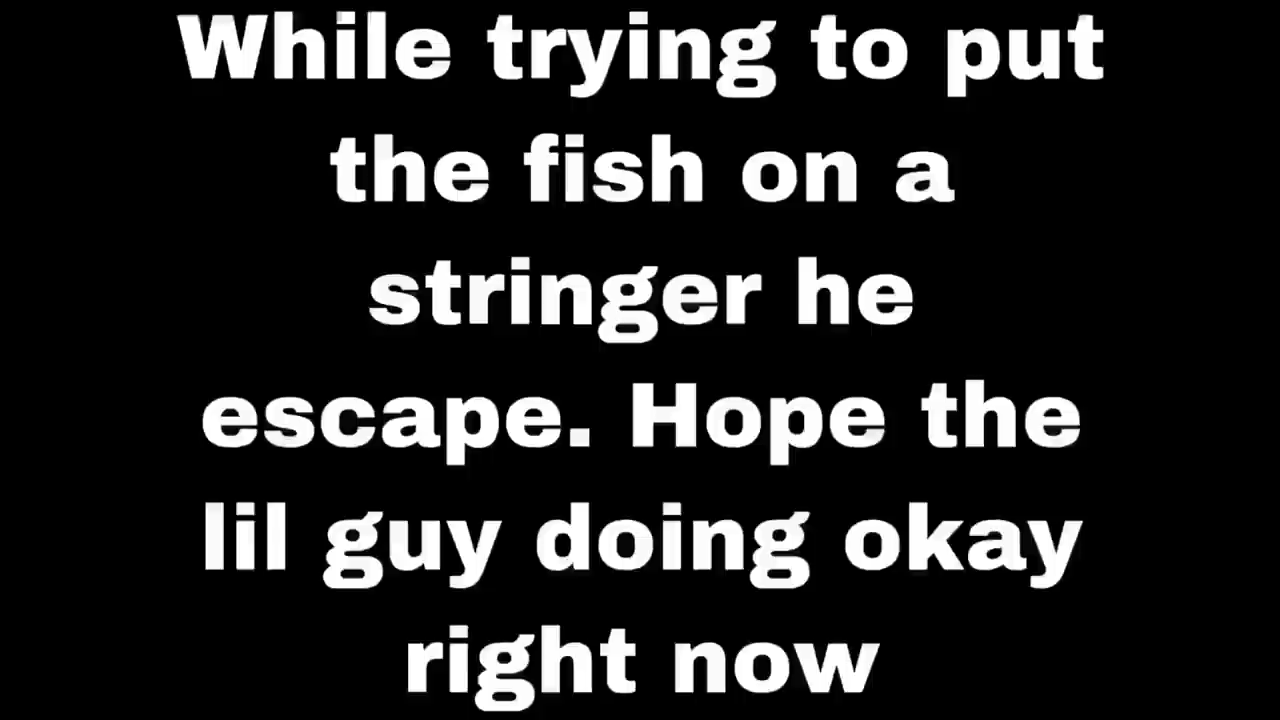 While trying to put
the fish on a
stringer he
escape. Hope the
lil guy doing okay
right now